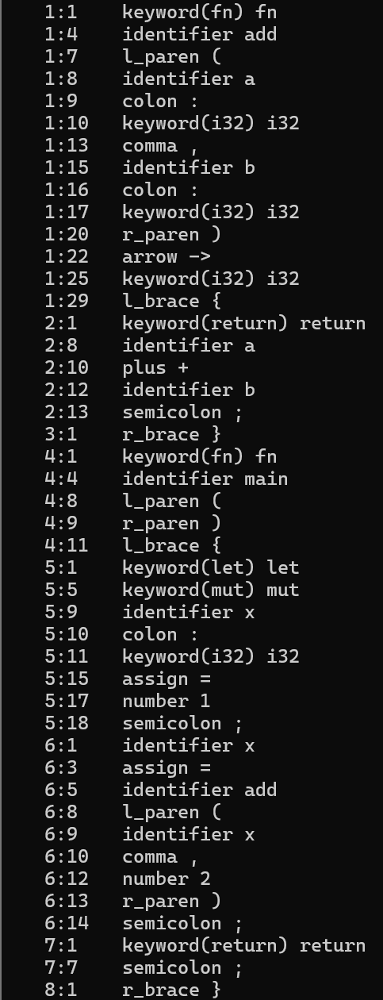 1:1 keyword(fn) fn
1:4 identifier add
1:7 l_paren (
1:8 identifier a
1:9 colon :
1:10 keyword(i32) i32
1:13 comma ,
1:15 identifier b
1:16 colon :
1:17 keyword(i32) i32
1:20 r_paren )
1:22 arrow ->
1:25 keyword(i32) i32
1:29 l_brace {
2:1 keyword(return) return
2:8 identifier a
2:10 plus +
2:12 identifier b
2:13 semicolon ;
3:1 r_brace }
4:1 keyword(fn) fn
4:4 identifier main
4:8 l_paren (
4:9 r_paren )
4:11 l_brace {
5:1 keyword(let) let
5:5 keyword(mut) mut
5:9 identifier x
5:10 colon :
5:11 keyword(i32) i32
5:15 assign =
5:17 number 1
5:18 semicolon ;
6:1 identifier x
6:3 assign =
6:5 identifier add
6:8 l_paren (
6:9 identifier x
6:10 comma ,
6:12 number 2
6:13 r_paren )
6:14 semicolon ;
7:1 keyword(return) return
7:7 semicolon ;
8:1 r_brace }